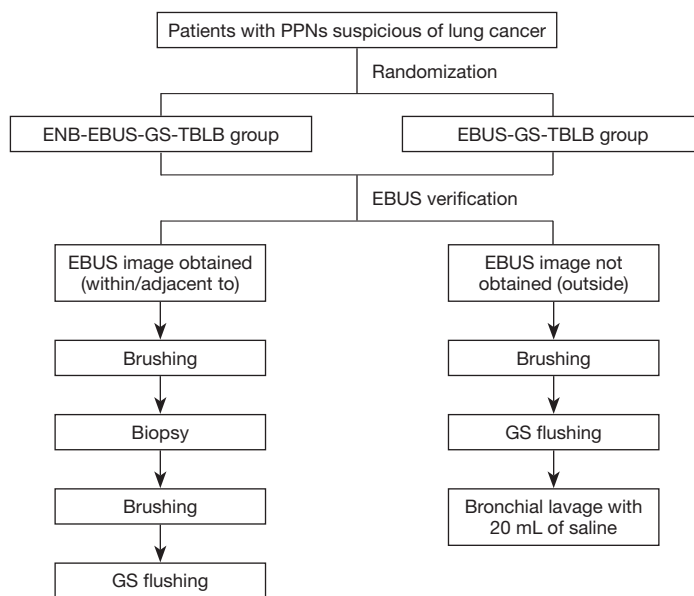 Patients with PPNs suspicious of lung cancer
Randomization
ENB-EBUS-GS-TBLB group
EBUS-GS-TBLB group
EBUS verification
EBUS image obtained
(within/adjacent to)
EBUS image not
obtained (outside)
Brushing
Brushing
Biopsy
GS flushing
Brushing
Bronchial lavage with
20 mL of saline
GS flushing